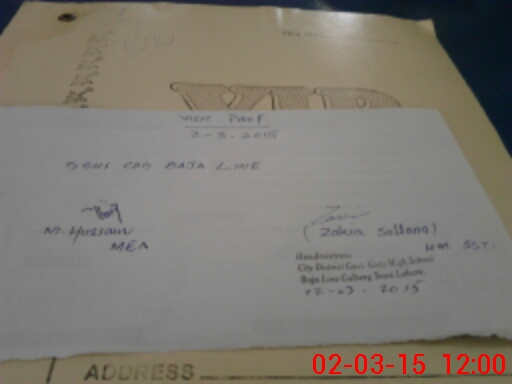 VISIT Proof
2-3-2015
GGHS CDG BAJA LINE
M. Hussain
MEA
(Zakia Sultana)
H.M. SST.
Headmistress
City District Govt. Girls High School
Baja Line Gulberg Town Lahore.
02-03-2015
ADDRESS
02-03-15 12:00